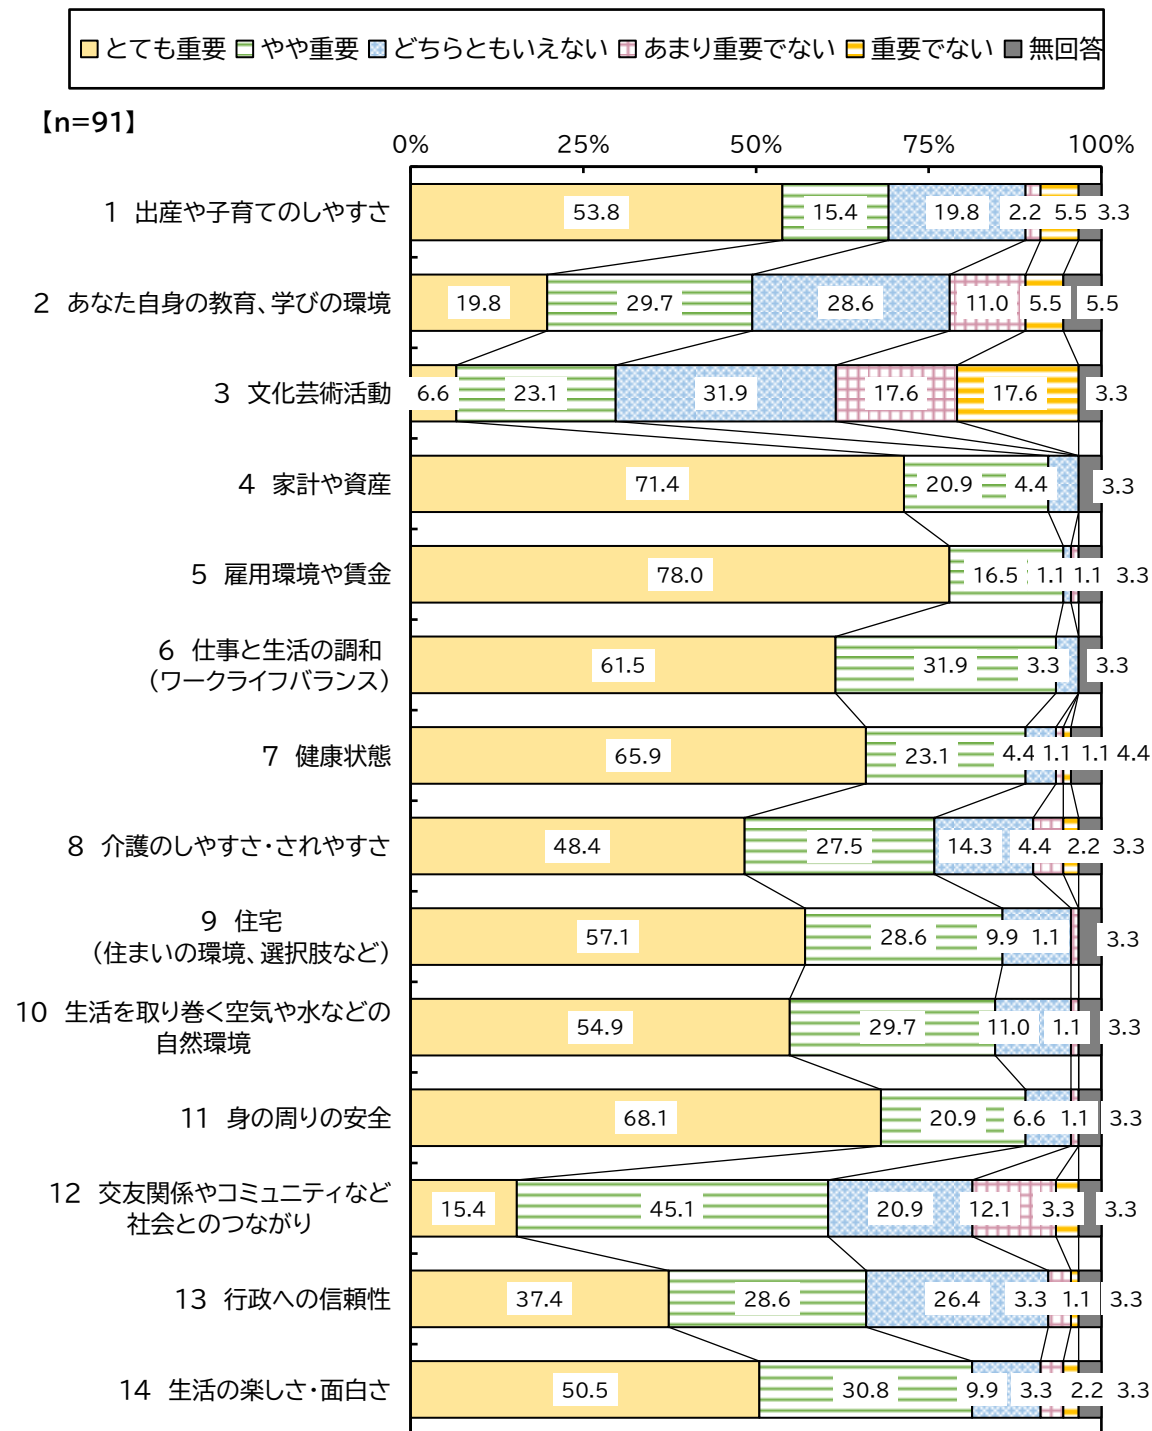 とても重要 やや重要 どちらともいえない あまり重要でない 重要でない 無回答
【n=91】
0% 25% 50% 75% 100%
1 出産や子育てのしやすさ 53.8 15.4 19.8 2.2 5.5 3.3
2 あなた自身の教育、学びの環境 19.8 29.7 28.6 11.0 5.5 5.5
3 文化芸術活動 6.6 23.1 31.9 17.6 17.6 3.3
4 家計や資産 71.4 20.9 4.4 3.3
5 雇用環境や賃金 78.0 16.5 1.1 1.1 3.3
6 仕事と生活の調和
（ワークライフバランス） 61.5 31.9 3.3 3.3
7 健康状態 65.9 23.1 4.4 1.1 1.1 4.4
8 介護のしやすさ・されやすさ 48.4 27.5 14.3 4.4 2.2 3.3
9 住宅
（住まいの環境、選択肢など） 57.1 28.6 9.9 1.1 3.3
10 生活を取り巻く空気や水などの
自然環境 54.9 29.7 11.0 1.1 3.3
11 身の周りの安全 68.1 20.9 6.6 1.1 3.3
12 交友関係やコミュニティなど
社会とのつながり 15.4 45.1 20.9 12.1 3.3 3.3
13 行政への信頼性 37.4 28.6 26.4 3.3 1.1 3.3
14 生活の楽しさ・面白さ 50.5 30.8 9.9 3.3 2.2 3.3